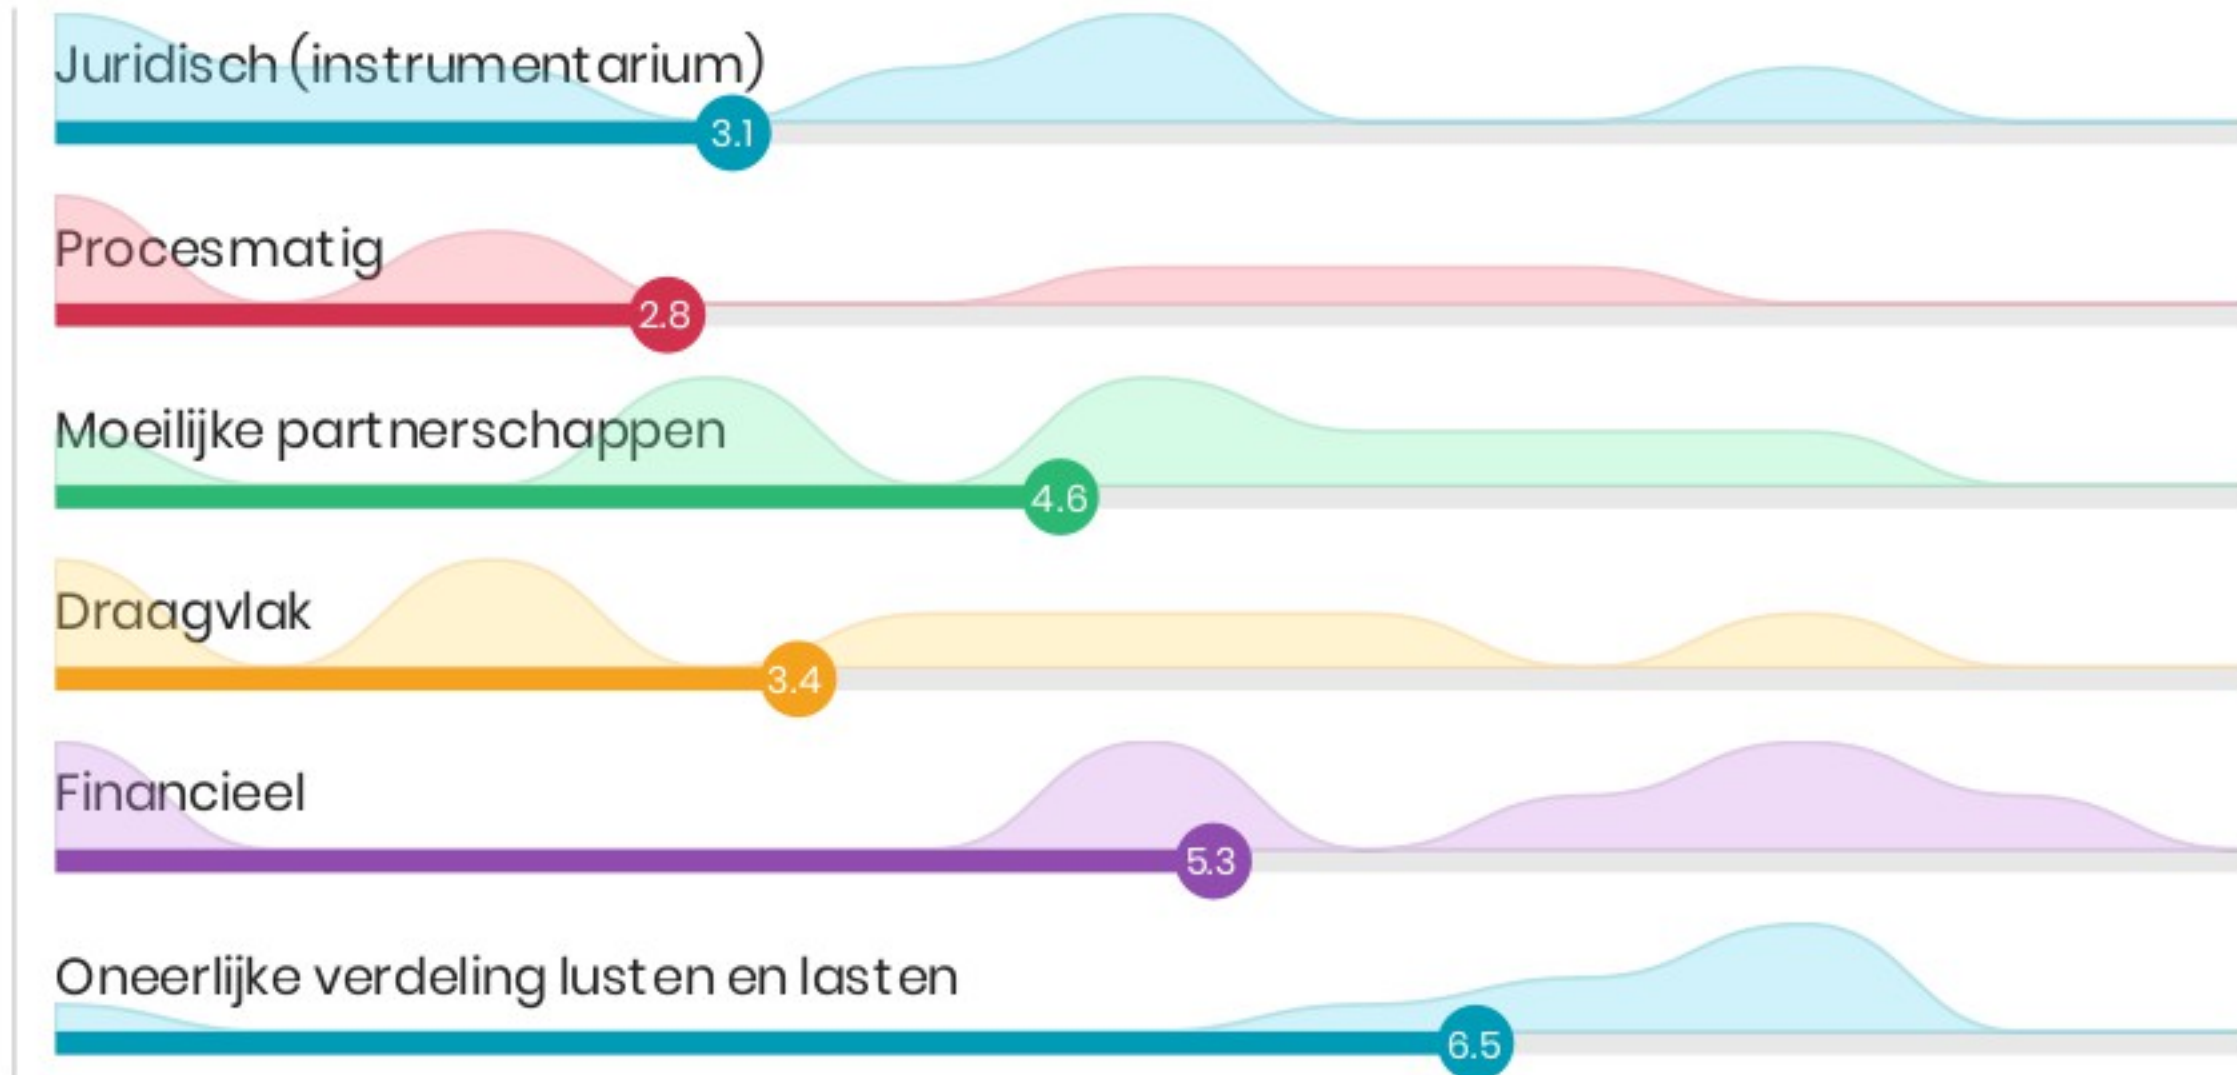 Juridisch (instrumentarium)
3.1
Procesmatig
2.8
Moeilijke partnerschappen
4.6
Draagvlak
3.4
Financieel
5.3
Oneerlijke verdeling lusten en lasten
6.5